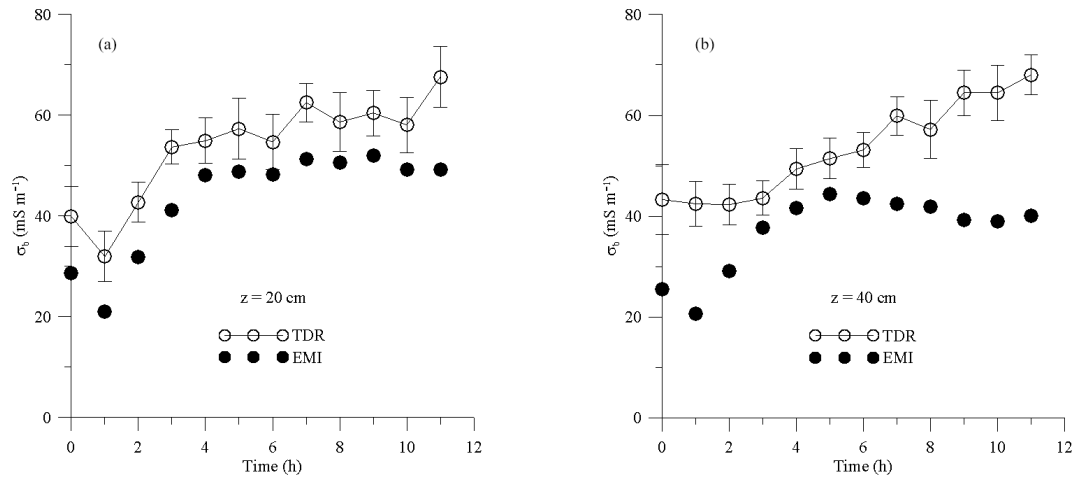 (a)
80
60
40
20
0
σb (mS m⁻¹)
z = 20 cm
TDR
EMI
0 2 4 6 8 10 12
Time (h)
(b)
80
60
40
20
0
σb (mS m⁻¹)
z = 40 cm
TDR
EMI
0 2 4 6 8 10 12
Time (h)